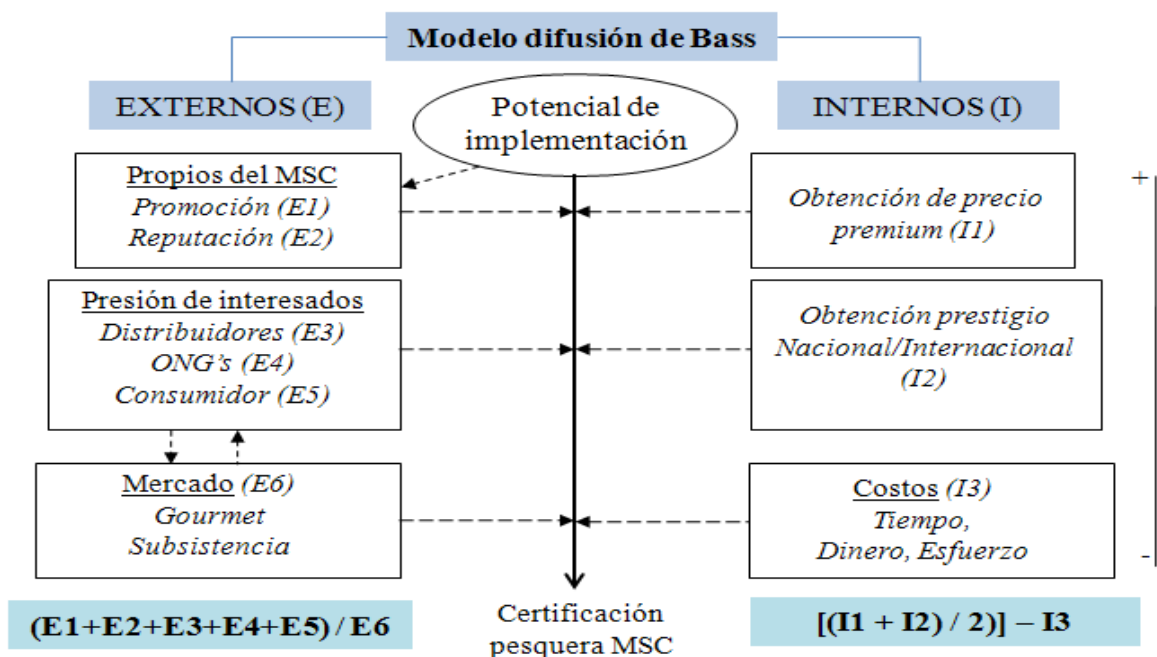 Modelo difusión de Bass
EXTERNOS (E)
Potencial de
implementación
INTERNOS (I)
Propios del MSC
Promoción (E1)
Reputación (E2)
Obtención de precio
premium (I1)
+
Presión de interesados
Distribuidores (E3)
ONG's (E4)
Consumidor (E5)
Obtención prestigio
Nacional/Internacional
(I2)
Mercado (E6)
Gourmet
Subsistencia
Costos (I3)
Tiempo,
Dinero, Esfuerzo
-
(E1+E2+E3+E4+E5) / E6
Certificación
pesquera MSC
[(I1 + I2) / 2)] – I3